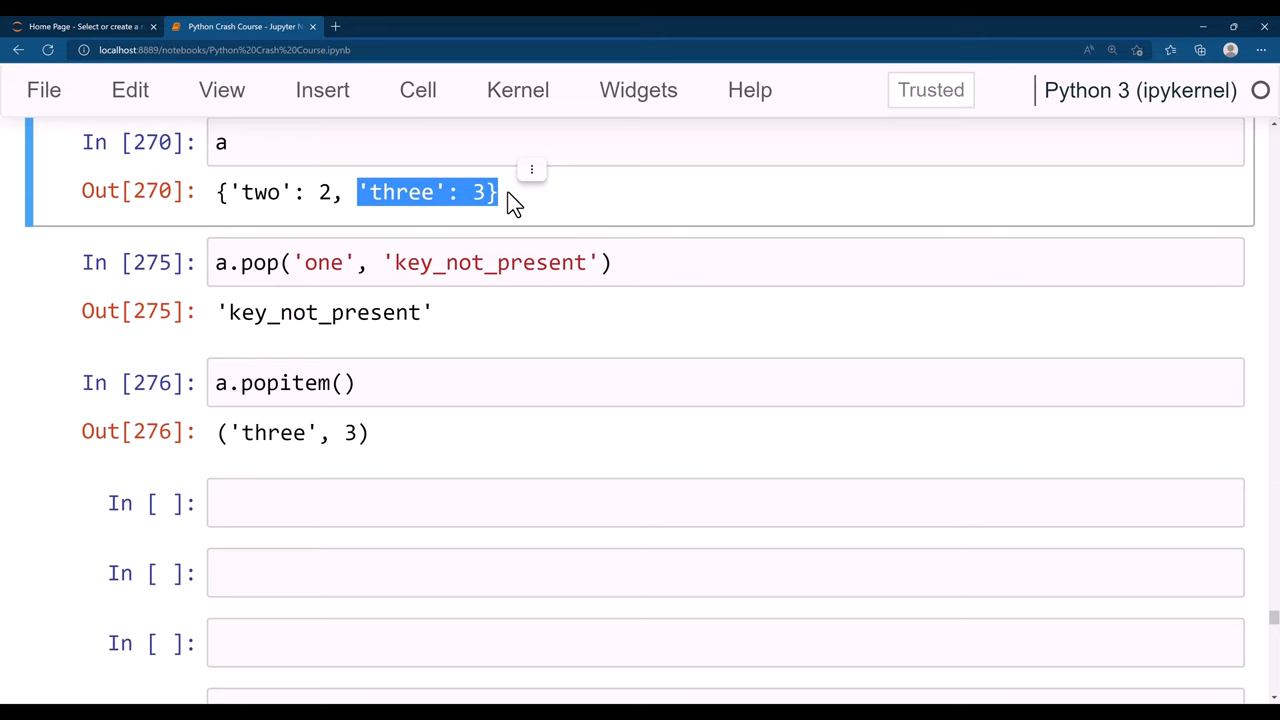 Home Page - Select or create a n
Python Crash Course - Jupyter N
localhost:8889/notebooks/Python%20Crash%20Course.ipynb
File Edit View Insert Cell Kernel Widgets Help Trusted Python 3 (ipykernel)
In [270]: a
Out[270]: {'two': 2, 'three': 3}
In [275]: a.pop('one', 'key_not_present')
Out[275]: 'key_not_present'
In [276]: a.popitem()
Out[276]: ('three', 3)
In [ ]:
In [ ]:
In [ ]: